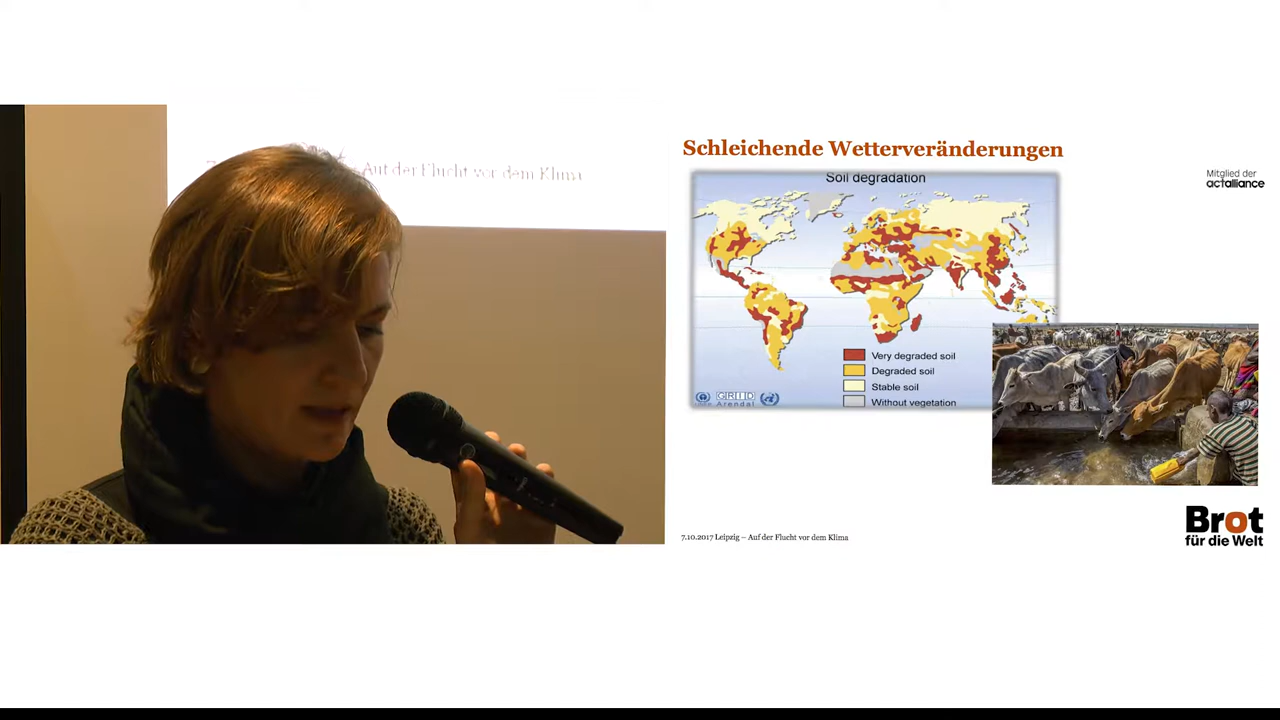 – Auf der Flucht vor dem Klima
Schleichende Wetterveränderungen
Mitglied der
actalliance
Soil degradation
Very degraded soil
Degraded soil
Stable soil
Without vegetation
GRID
Arendal
7.10.2017 Leipzig – Auf der Flucht vor dem Klima
Brot
für die Welt